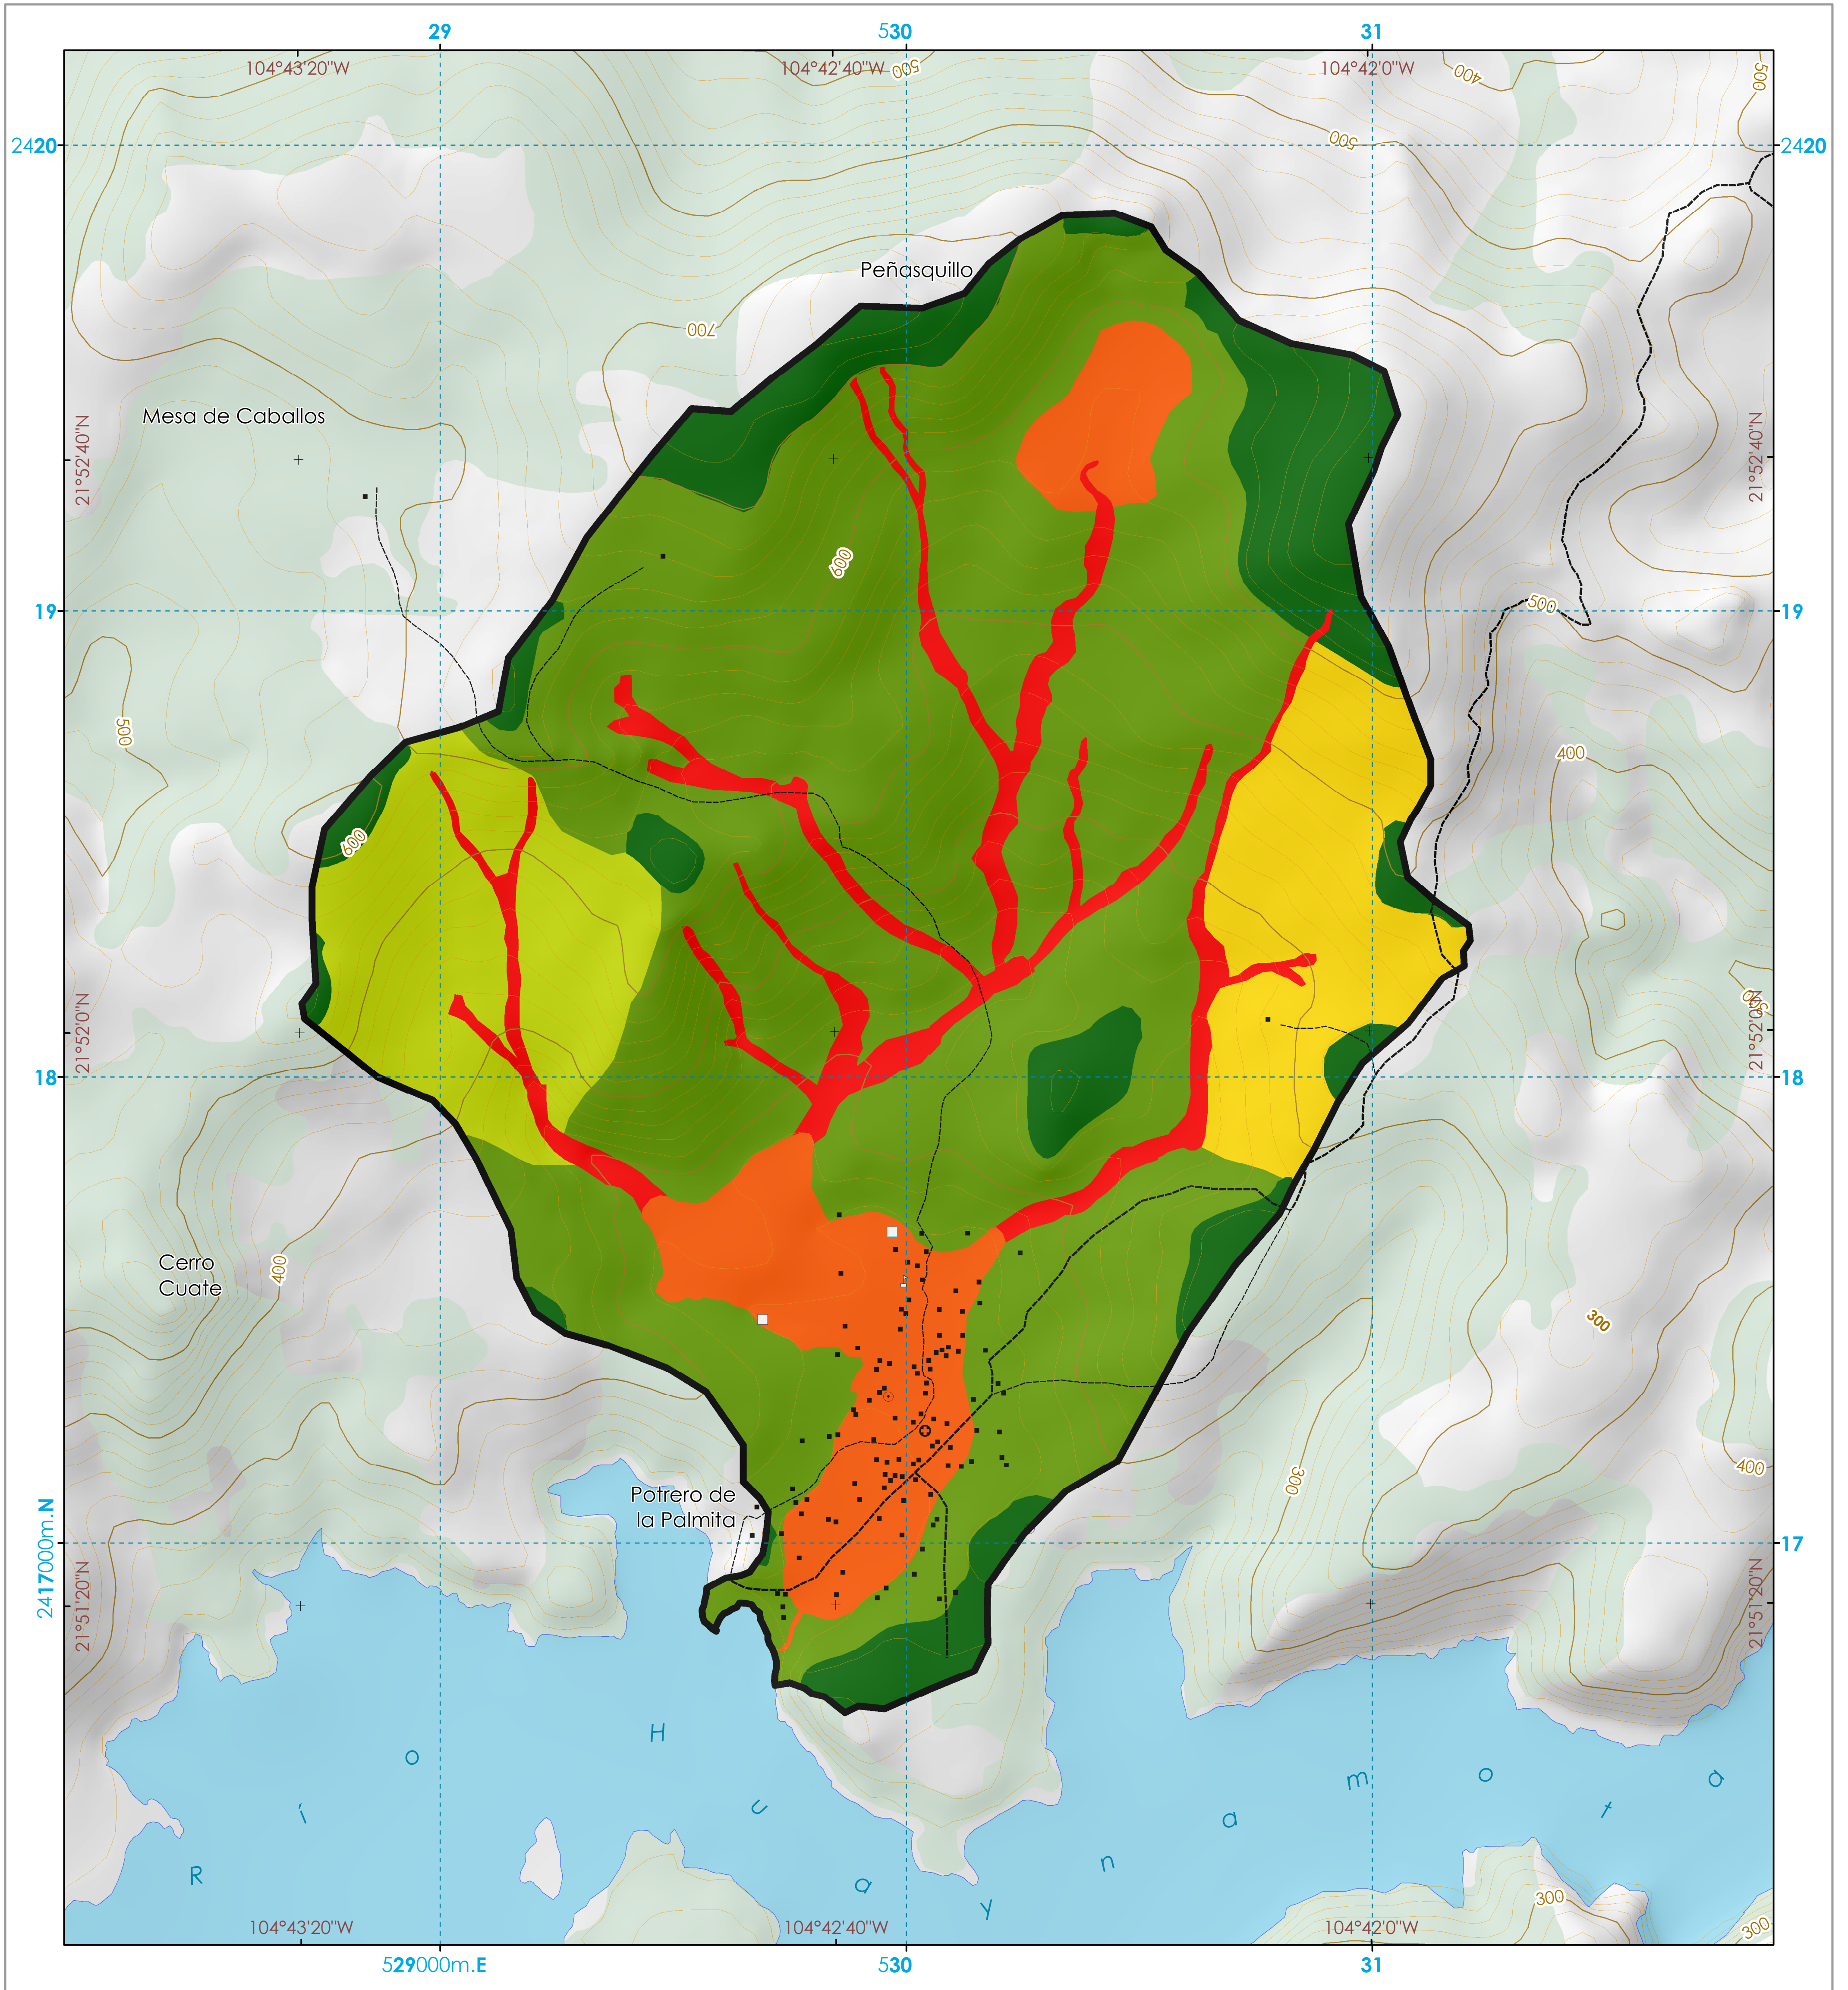 29 530 31
104°43'20"W 104°42'40"W 104°42'0"W
500 400 500
2420 500 2420
Peñasquillo
700
Mesa de Caballos
21°52'40"N 21°52'40"N
600
19 500 19
500 400
600
21°52'0"N 300 21°52'0"N
18 18
Cerro
Cuate
400
300
300 400
Potrero de
la Palmita
2417000m.N 17
21°51'20"N 21°51'20"N
Río Huaynamota
300
300
104°43'20"W 104°42'40"W 104°42'0"W
529000m.E 530 31